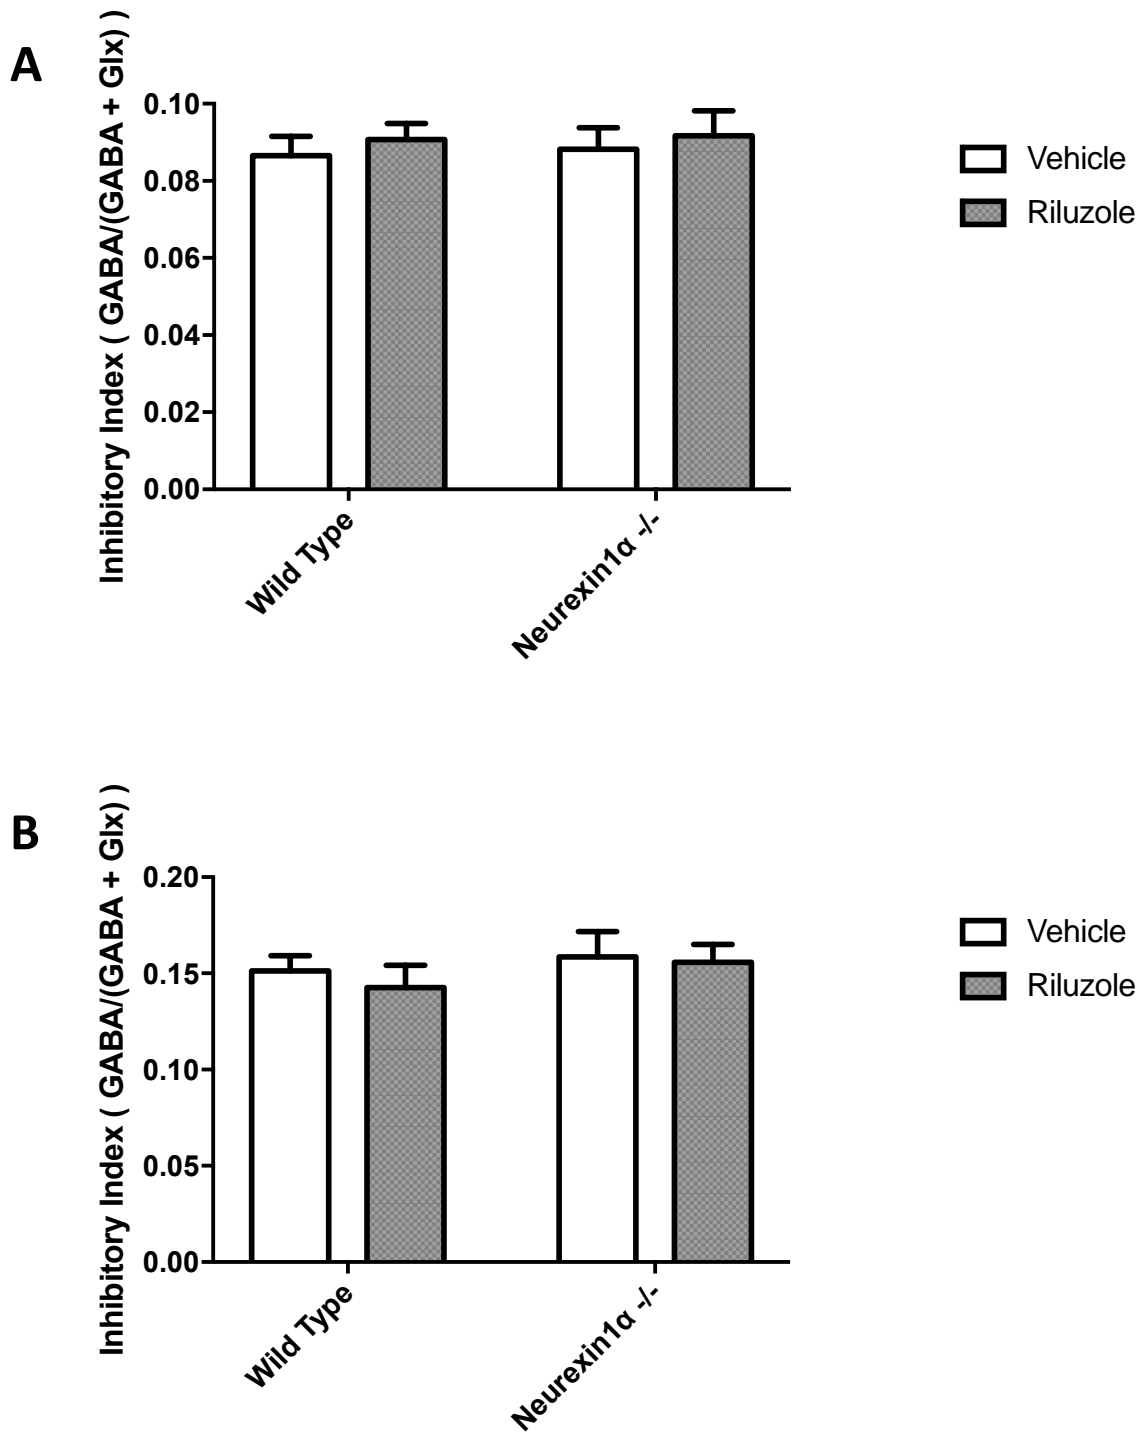 A
Inhibitory Index ( GABA/(GABA + Glx) )
0.10
0.08
0.06
0.04
0.02
0.00
Wild Type
Neurexin1α -/-
Vehicle
Riluzole
B
Inhibitory Index ( GABA/(GABA + Glx) )
0.20
0.15
0.10
0.05
0.00
Wild Type
Neurexin1α -/-
Vehicle
Riluzole